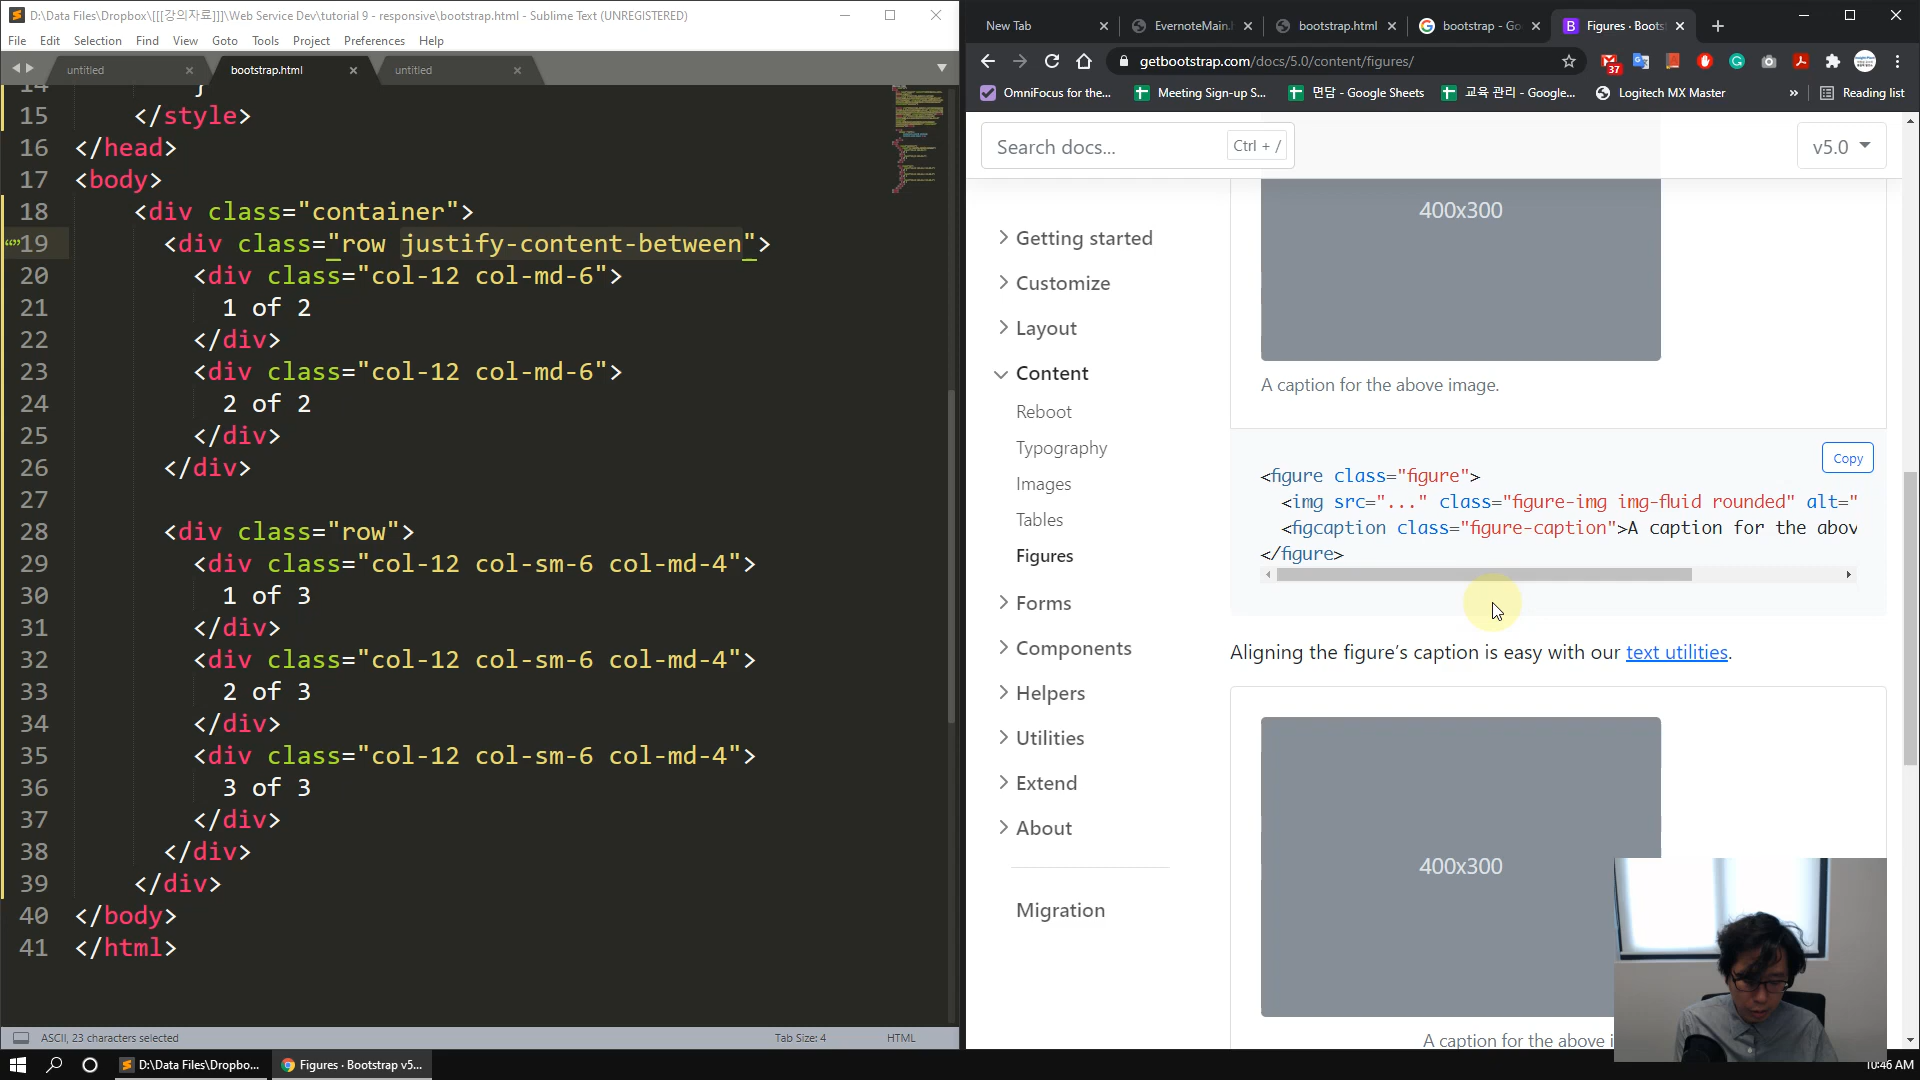 D:\Data Files\Dropbox\[[[강의자료]]]\Web Service Dev\tutorial 9 - responsive\bootstrap.html - Sublime Text (UNREGISTERED)
File Edit Selection Find View Goto Tools Project Preferences Help
untitled
bootstrap.html
untitled
14 }
15 </style>
16 </head>
17 <body>
18 <div class="container">
19 <div class="row justify-content-between">
20 <div class="col-12 col-md-6">
21 1 of 2
22 </div>
23 <div class="col-12 col-md-6">
24 2 of 2
25 </div>
26 </div>
27
28 <div class="row">
29 <div class="col-12 col-sm-6 col-md-4">
30 1 of 3
31 </div>
32 <div class="col-12 col-sm-6 col-md-4">
33 2 of 3
34 </div>
35 <div class="col-12 col-sm-6 col-md-4">
36 3 of 3
37 </div>
38 </div>
39 </div>
40 </body>
41 </html>
ASCII, 23 characters selected
Tab Size: 4
HTML
New Tab
EvernoteMain.
bootstrap.html
bootstrap - Go
Figures · Boots
getbootstrap.com/docs/5.0/content/figures/
37
OmniFocus for the...
Meeting Sign-up S...
면담 - Google Sheets
교육 관리 - Google...
Logitech MX Master
»
Reading list
Search docs...
Ctrl + /
v5.0
Getting started
Customize
Layout
Content
Reboot
Typography
Images
Tables
Figures
Forms
Components
Helpers
Utilities
Extend
About
Migration
400x300
A caption for the above image.
Copy
<figure class="figure">
<img src="..." class="figure-img img-fluid rounded" alt="
<figcaption class="figure-caption">A caption for the abov
</figure>
Aligning the figure’s caption is easy with our text utilities.
400x300
A caption for the above i
D:\Data Files\Dropbo...
Figures · Bootstrap v5...
10:46 AM